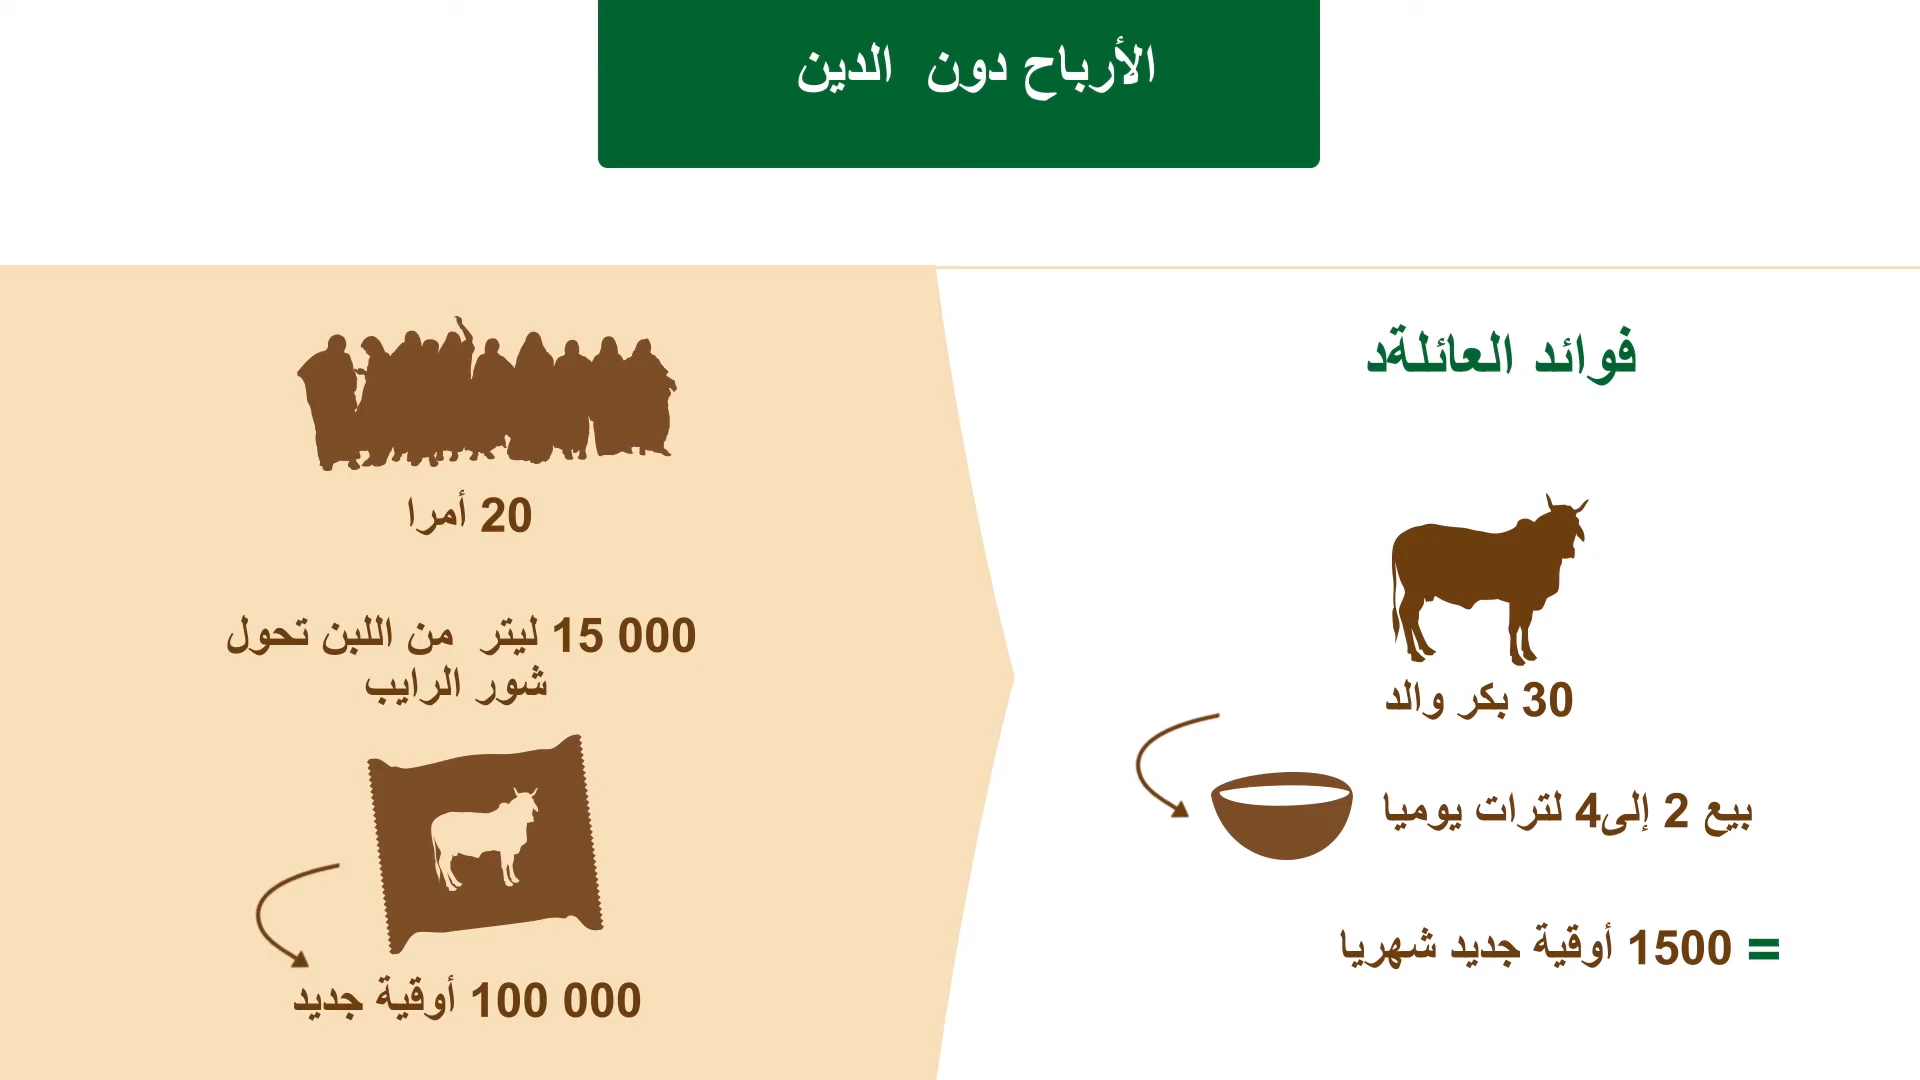 الأرباح دون الدين
فوائد العائلةد
30 بكر والد
بيع 2 إلى4 لترات يوميا
= 1500 أوقية جديد شهريا
20 أمرا
15 000 ليتر من اللبن تحول
شور الرايب
100 000 أوقية جديد